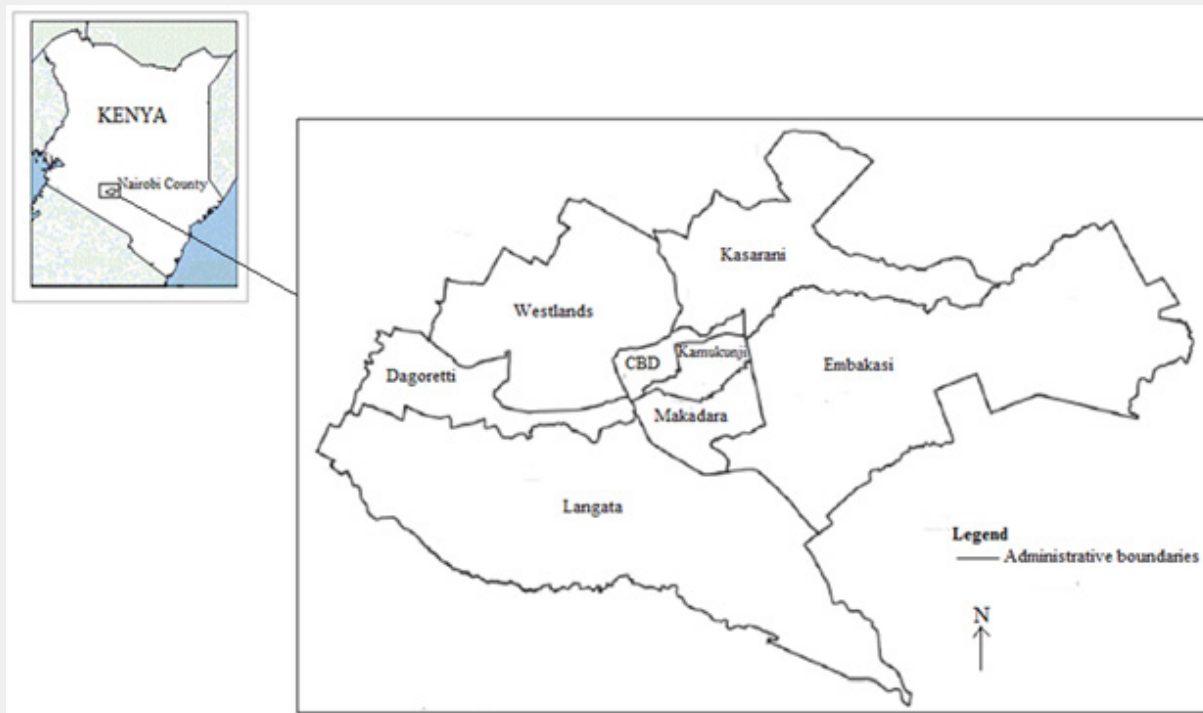 KENYA
Nairobi County
Kasarani
Westlands
CBD
Kamukunji
Embakasi
Dagoretti
Makadara
Langata
Legend
Administrative boundaries
N